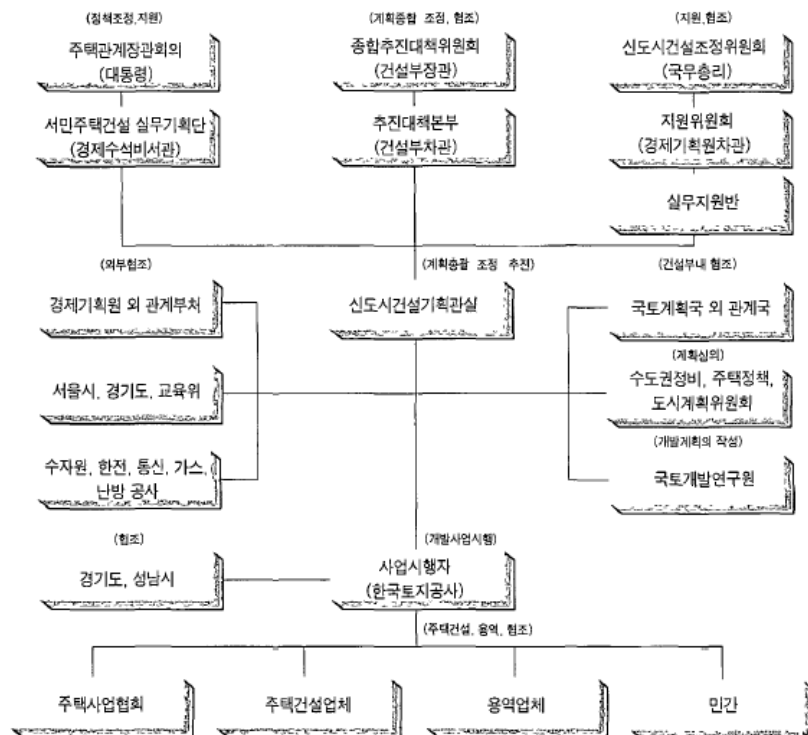 (정책조정,지원)
(계획종합 조정, 협조)
(지원,협조)
주택관계장관회의
(대통령)
종합추진대책위원회
(건설부장관)
신도시건설조정위원회
(국무총리)
서민주택건설 실무기획단
(경제수석비서관)
추진대책본부
(건설부차관)
지원위원회
(경제기획원차관)
실무지원반
(외부협조)
(계획총괄 조정 추진)
(건설부내 협조)
경제기획원 외 관계부처
신도시건설기획관실
국토계획국 외 관계국
(계획심의)
서울시, 경기도, 교육위
수도권정비, 주택정책,
도시계획위원회
(개발계획의 작성)
수자원, 한전, 통신, 가스,
난방 공사
국토개발연구원
(협조)
(개발사업시행)
경기도, 성남시
사업시행자
(한국토지공사)
(주택건설, 용역, 협조)
주택사업협회
주택건설업체
용역업체
민간